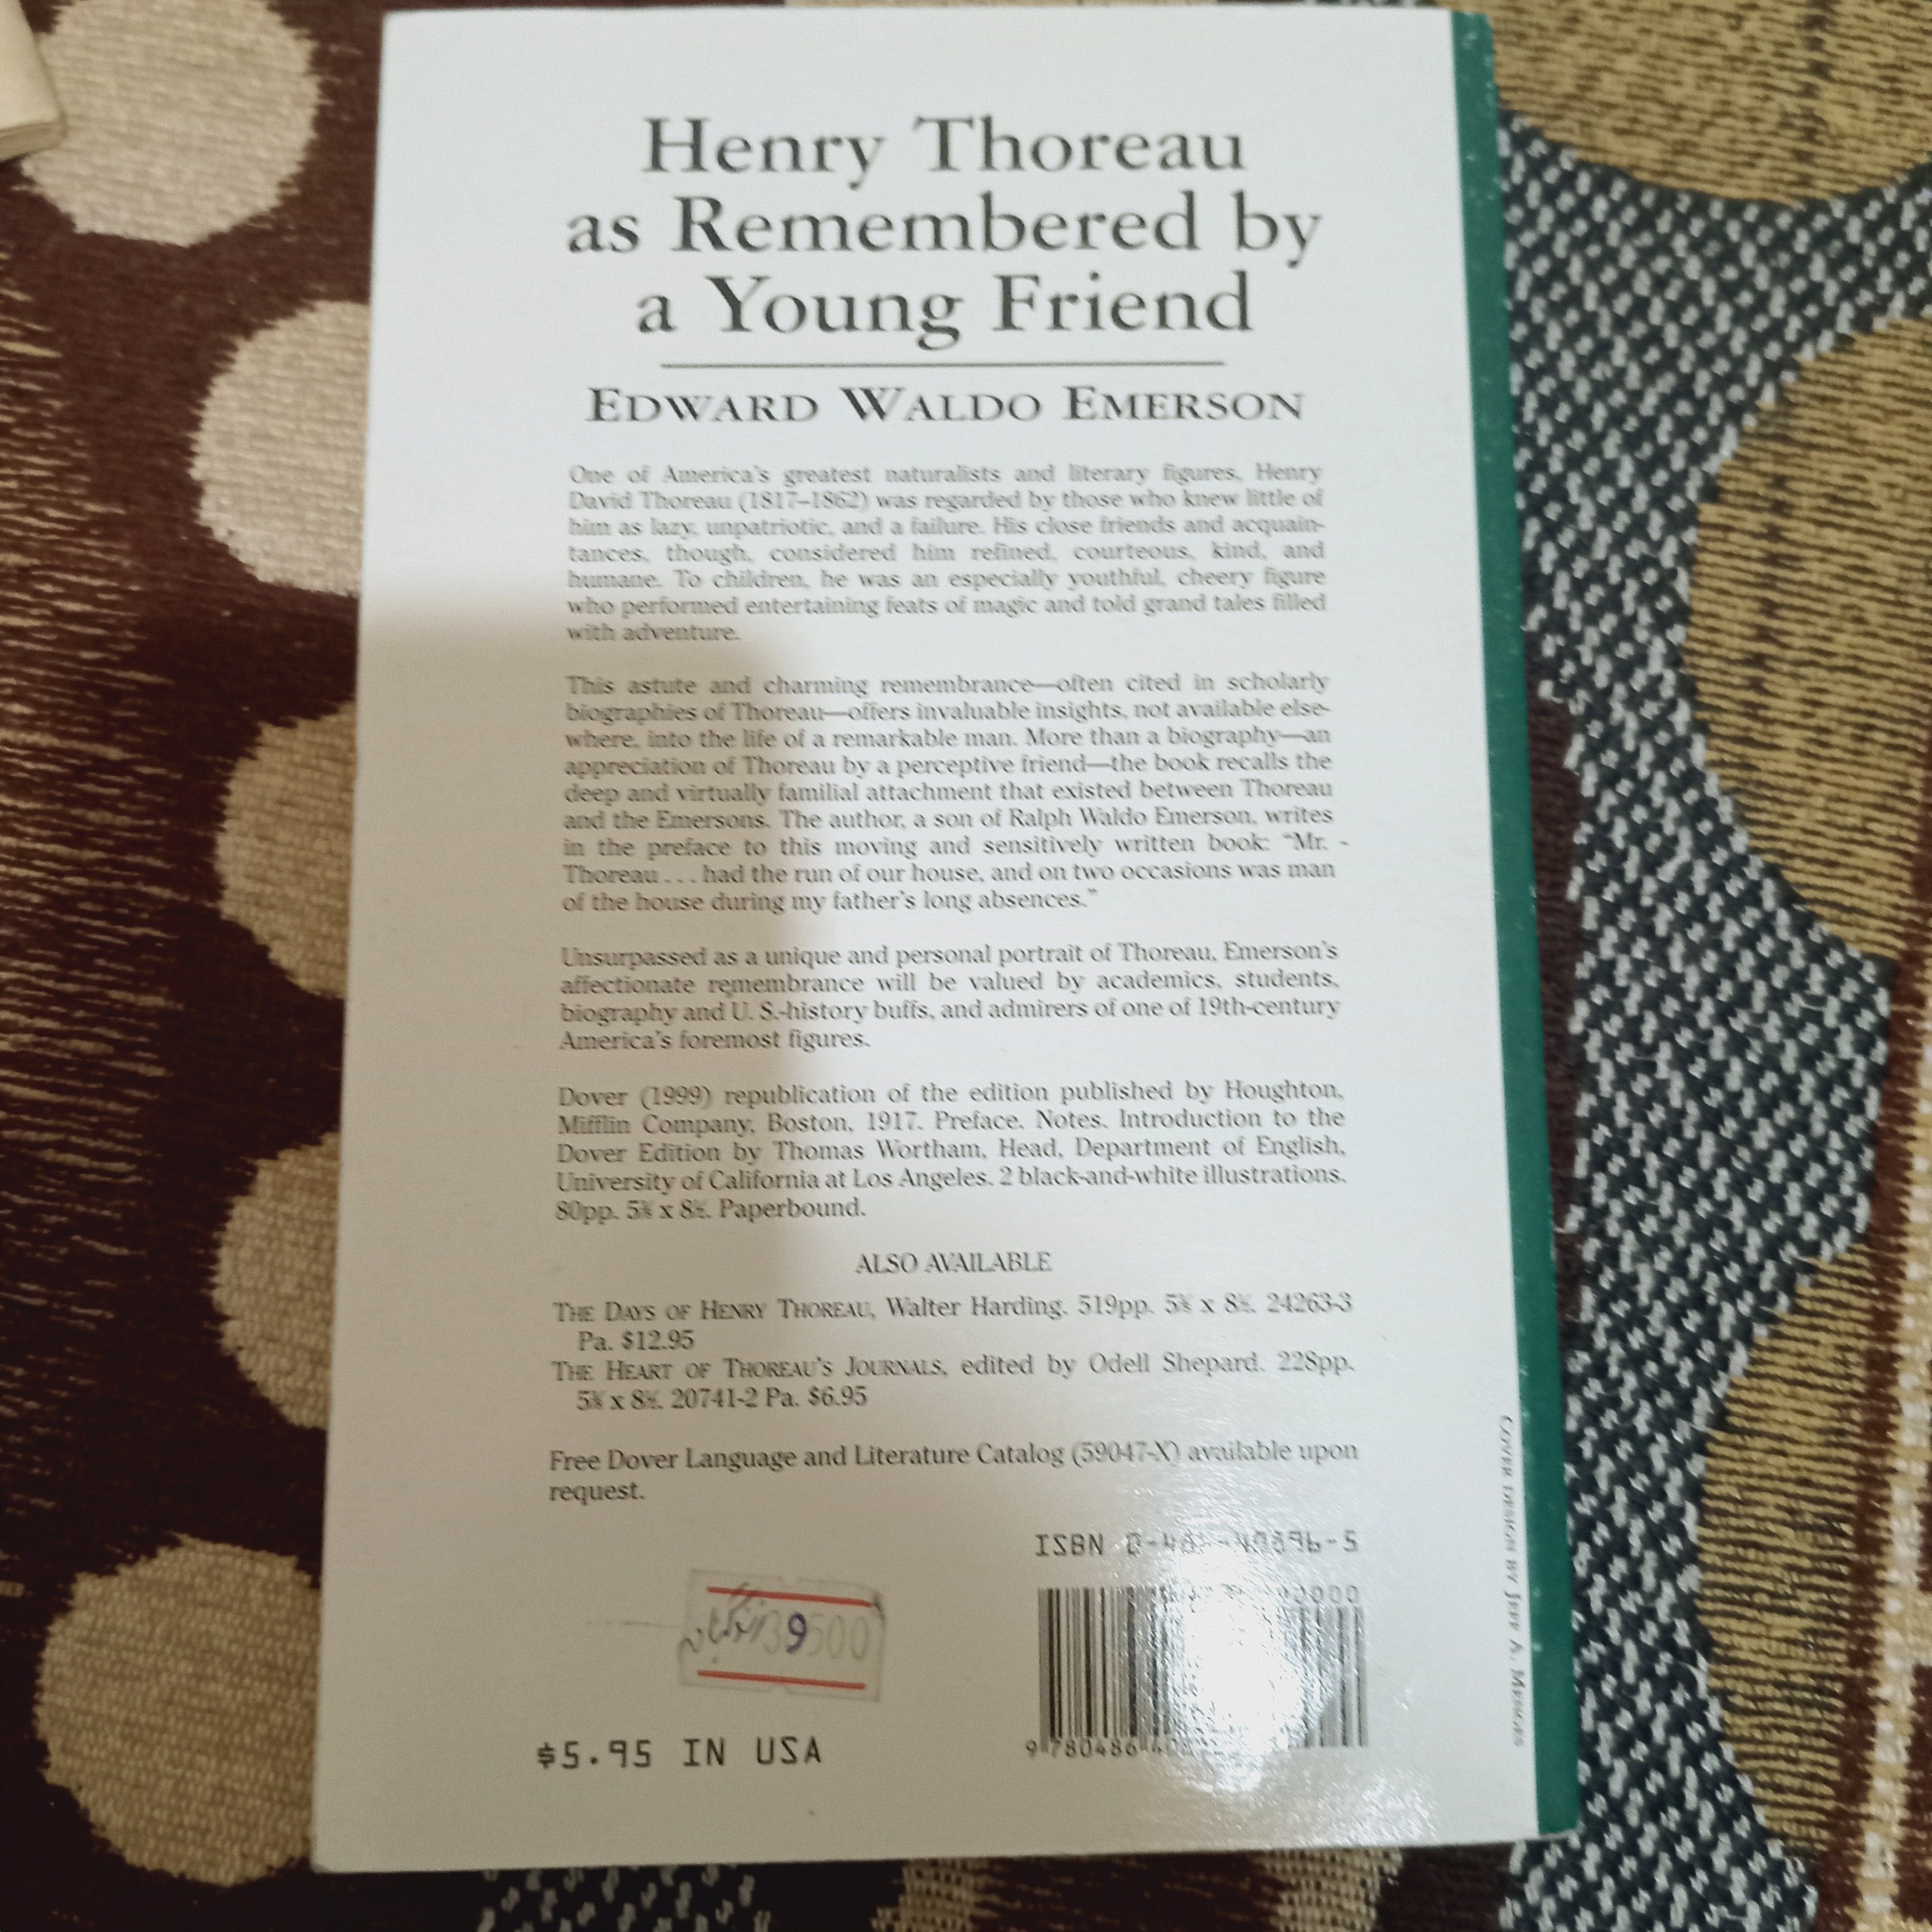 Henry Thoreau
as Remembered by
a Young Friend
EDWARD WALDO EMERSON
One of America's greatest naturalists and literary figures, Henry
David Thoreau (1817–1862) was regarded by those who knew little of
him as lazy, unpatriotic, and a failure. His close friends and acquain-
tances, though, considered him refined, courteous, kind, and
humane. To children, he was an especially youthful, cheery figure
who performed entertaining feats of magic and told grand tales filled
with adventure.
This astute and charming remembrance—often cited in scholarly
biographies of Thoreau—offers invaluable insights, not available else-
where, into the life of a remarkable man. More than a biography—an
appreciation of Thoreau by a perceptive friend—the book recalls the
deep and virtually familial attachment that existed between Thoreau
and the Emersons. The author, a son of Ralph Waldo Emerson, writes
in the preface to this moving and sensitively written book: “Mr. -
Thoreau . . . had the run of our house, and on two occasions was man
of the house during my father's long absences.”
Unsurpassed as a unique and personal portrait of Thoreau, Emerson's
affectionate remembrance will be valued by academics, students,
biography and U. S.-history buffs, and admirers of one of 19th-century
America's foremost figures.
Dover (1999) republication of the edition published by Houghton,
Mifflin Company, Boston, 1917. Preface. Notes. Introduction to the
Dover Edition by Thomas Wortham, Head, Department of English,
University of California at Los Angeles. 2 black-and-white illustrations.
80pp. 5⅜ x 8½. Paperbound.
ALSO AVAILABLE
THE DAYS OF HENRY THOREAU, Walter Harding. 519pp. 5⅜ x 8½. 24263-3
Pa. $12.95
THE HEART OF THOREAU'S JOURNALS, edited by Odell Shepard. 228pp.
5⅜ x 8½. 20741-2 Pa. $6.95
Free Dover Language and Literature Catalog (59047-X) available upon
request.
ISBN
$5.95 IN USA
9 780486
COVER DESIGN BY JEFF A. MENGES